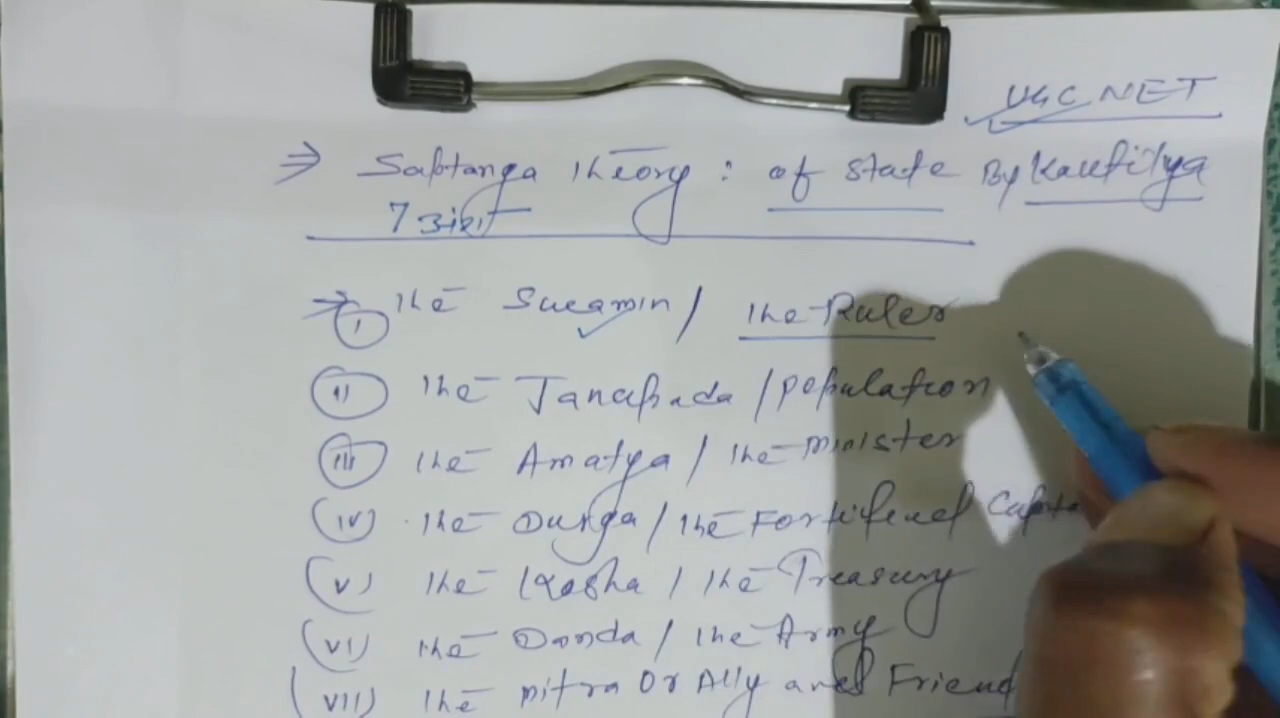 UGC NET
⇒ Saptanga Theory : of State By Kautilya
7 अंग
→ The Swamin / The Ruler
(I)
(II) The Janapada / Population
(III) The Amatya / The Minister
(IV) The Durga / The Fortified
(V) The Kosha / The Treasury
(VI) The Danda / The Army
(VII) The Mitra Or Ally and Friend